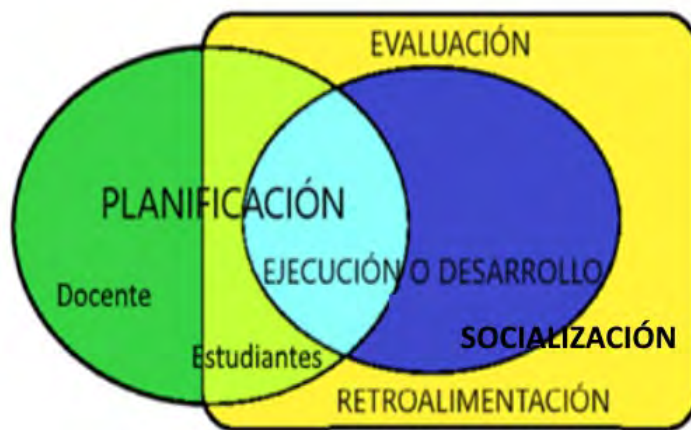 EVALUACIÓN
PLANIFICACIÓN
EJECUCIÓN O DESARROLLO
Docente
SOCIALIZACIÓN
Estudiantes
RETROALIMENTACIÓN